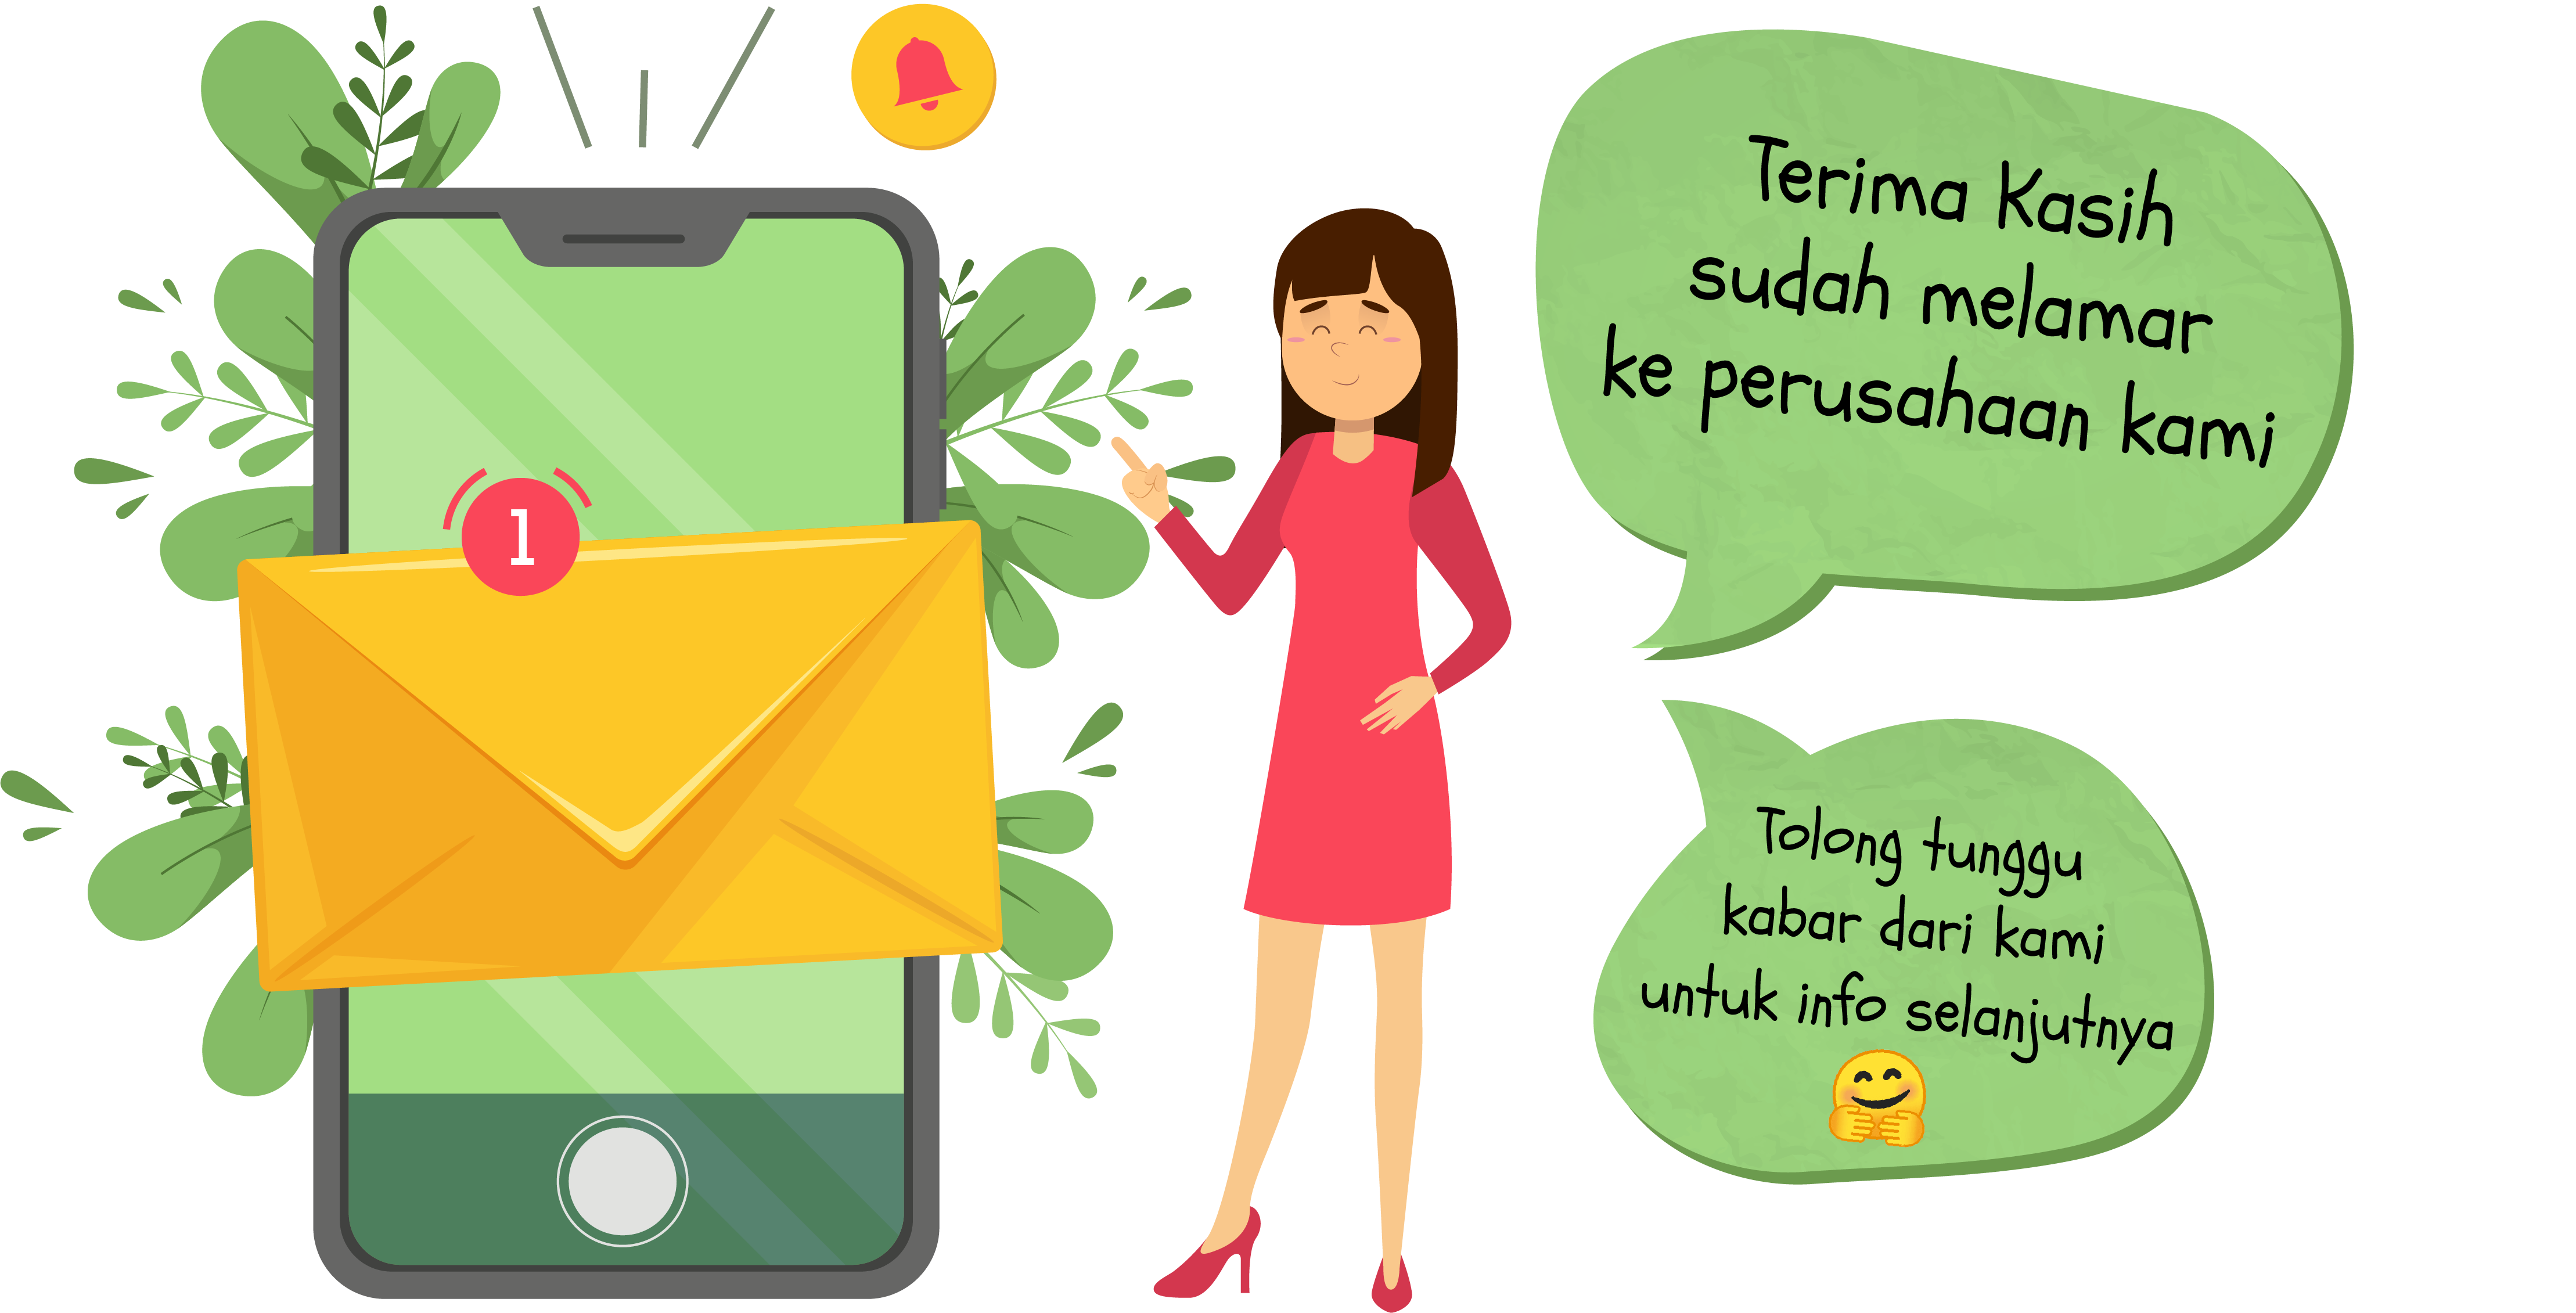 1
Terima Kasih
sudah melamar
ke perusahaan kami
Tolong tunggu
kabar dari kami
untuk info selanjutnya